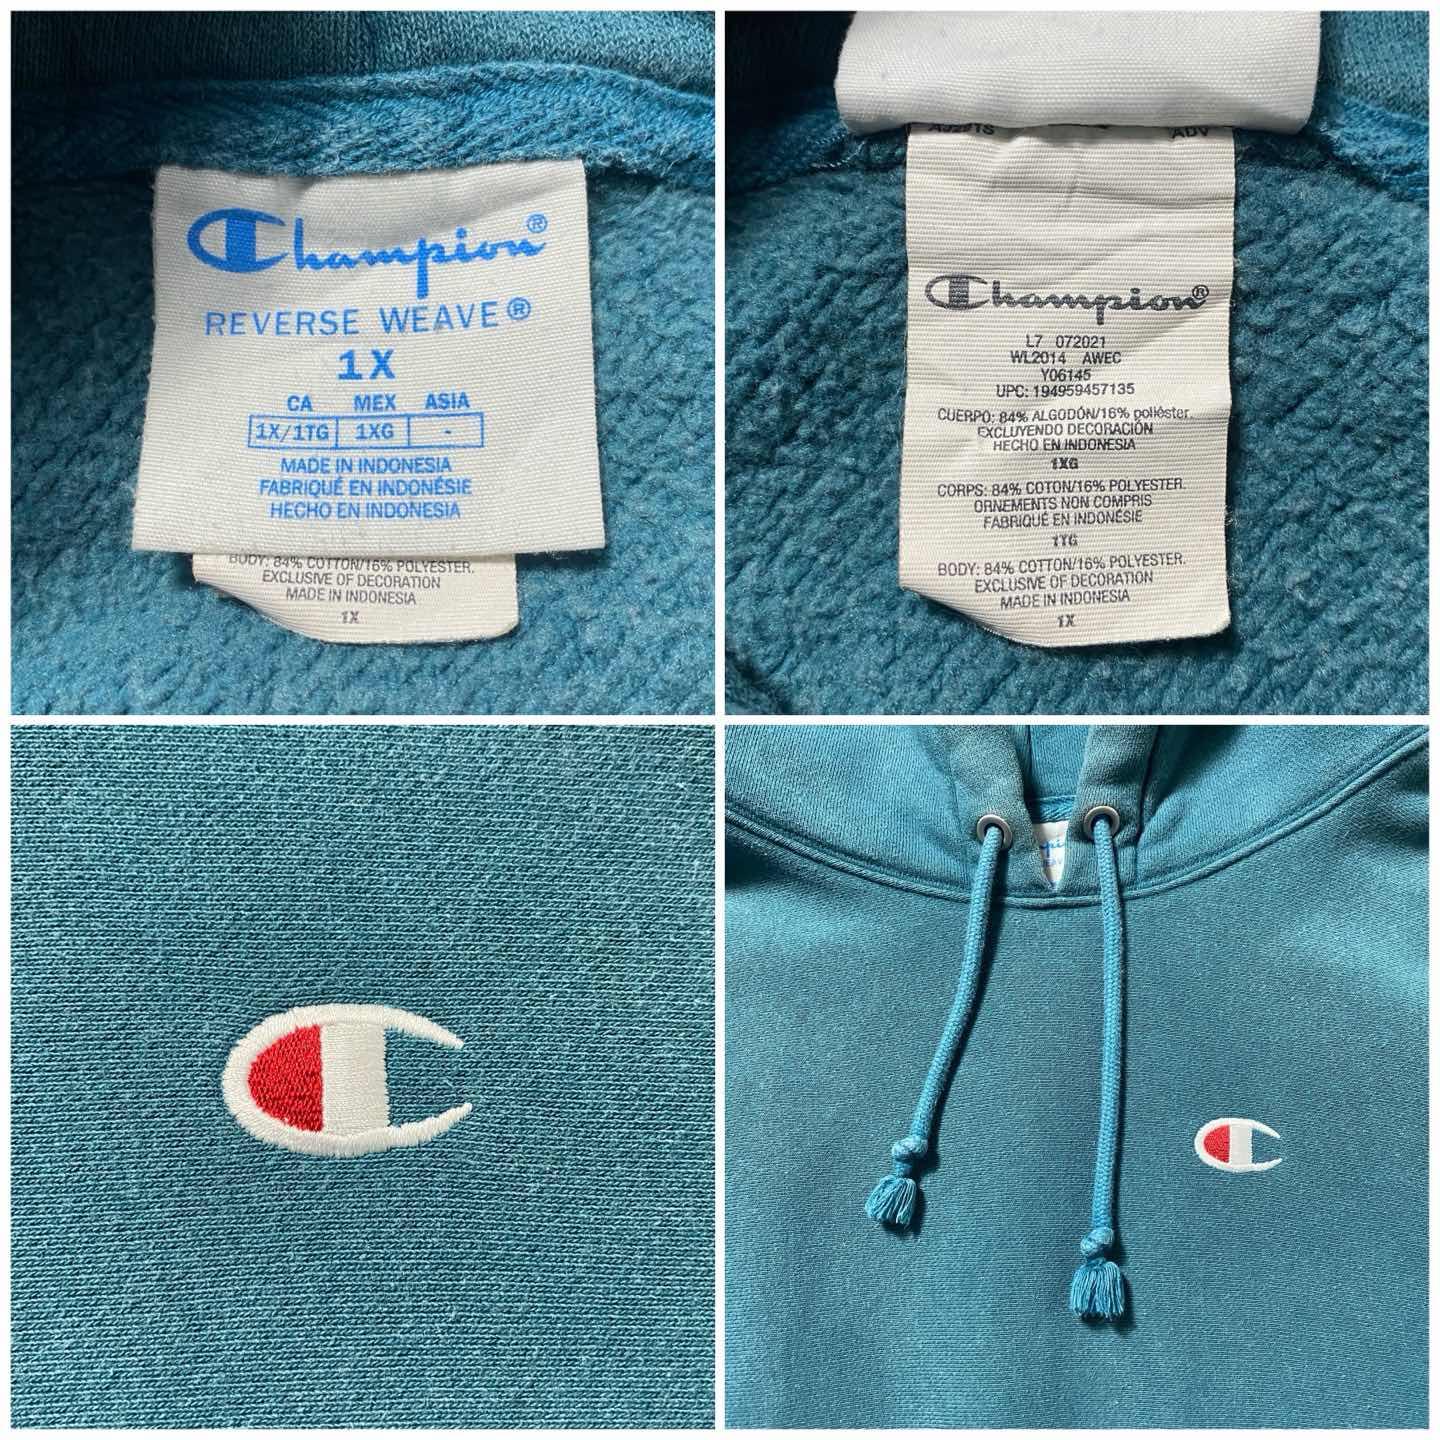 Champion®
REVERSE WEAVE®
1X
CA MEX ASIA
1X/1TG 1XG -
MADE IN INDONESIA
FABRIQUÉ EN INDONÉSIE
HECHO EN INDONESIA
BODY: 84% COTTON/16% POLYESTER.
EXCLUSIVE OF DECORATION
MADE IN INDONESIA
1X
ADV
Champion®
L7 072021
WL2014 AWEC
Y06145
UPC: 194959457135
CUERPO: 84% ALGODÓN/16% poliéster.
EXCLUYENDO DECORACIÓN
HECHO EN INDONESIA
1XG
CORPS: 84% COTON/16% POLYESTER.
ORNEMENTS NON COMPRIS
FABRIQUÉ EN INDONÉSIE
1TG
BODY: 84% COTTON/16% POLYESTER.
EXCLUSIVE OF DECORATION
MADE IN INDONESIA
1X